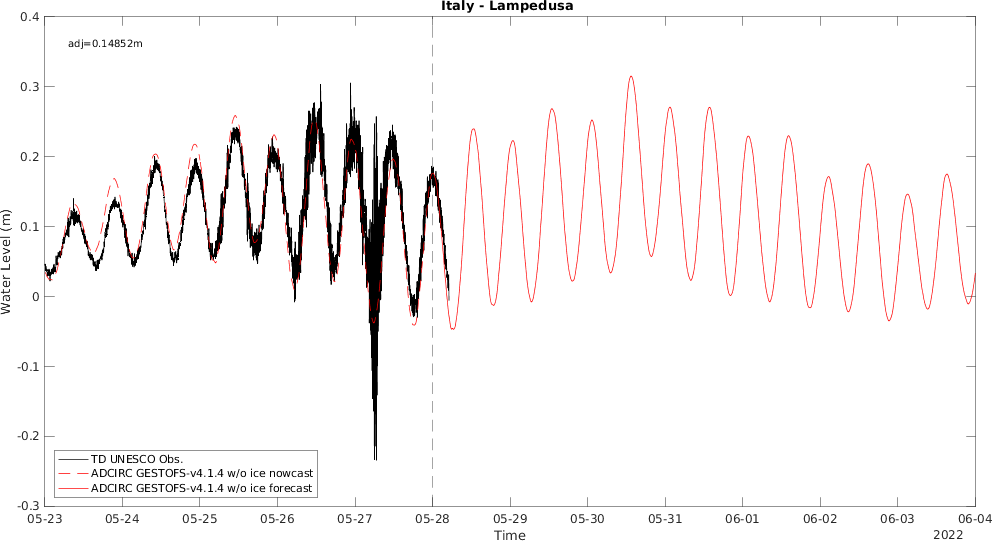 Italy - Lampedusa
0.4
adj=0.14852m
0.3
0.2
0.1
0
-0.1
-0.2
-0.3
Water Level (m)
TD UNESCO Obs.
ADCIRC GESTOFS-v4.1.4 w/o ice nowcast
ADCIRC GESTOFS-v4.1.4 w/o ice forecast
05-23 05-24 05-25 05-26 05-27 05-28 05-29 05-30 05-31 06-01 06-02 06-03 06-04
Time
2022